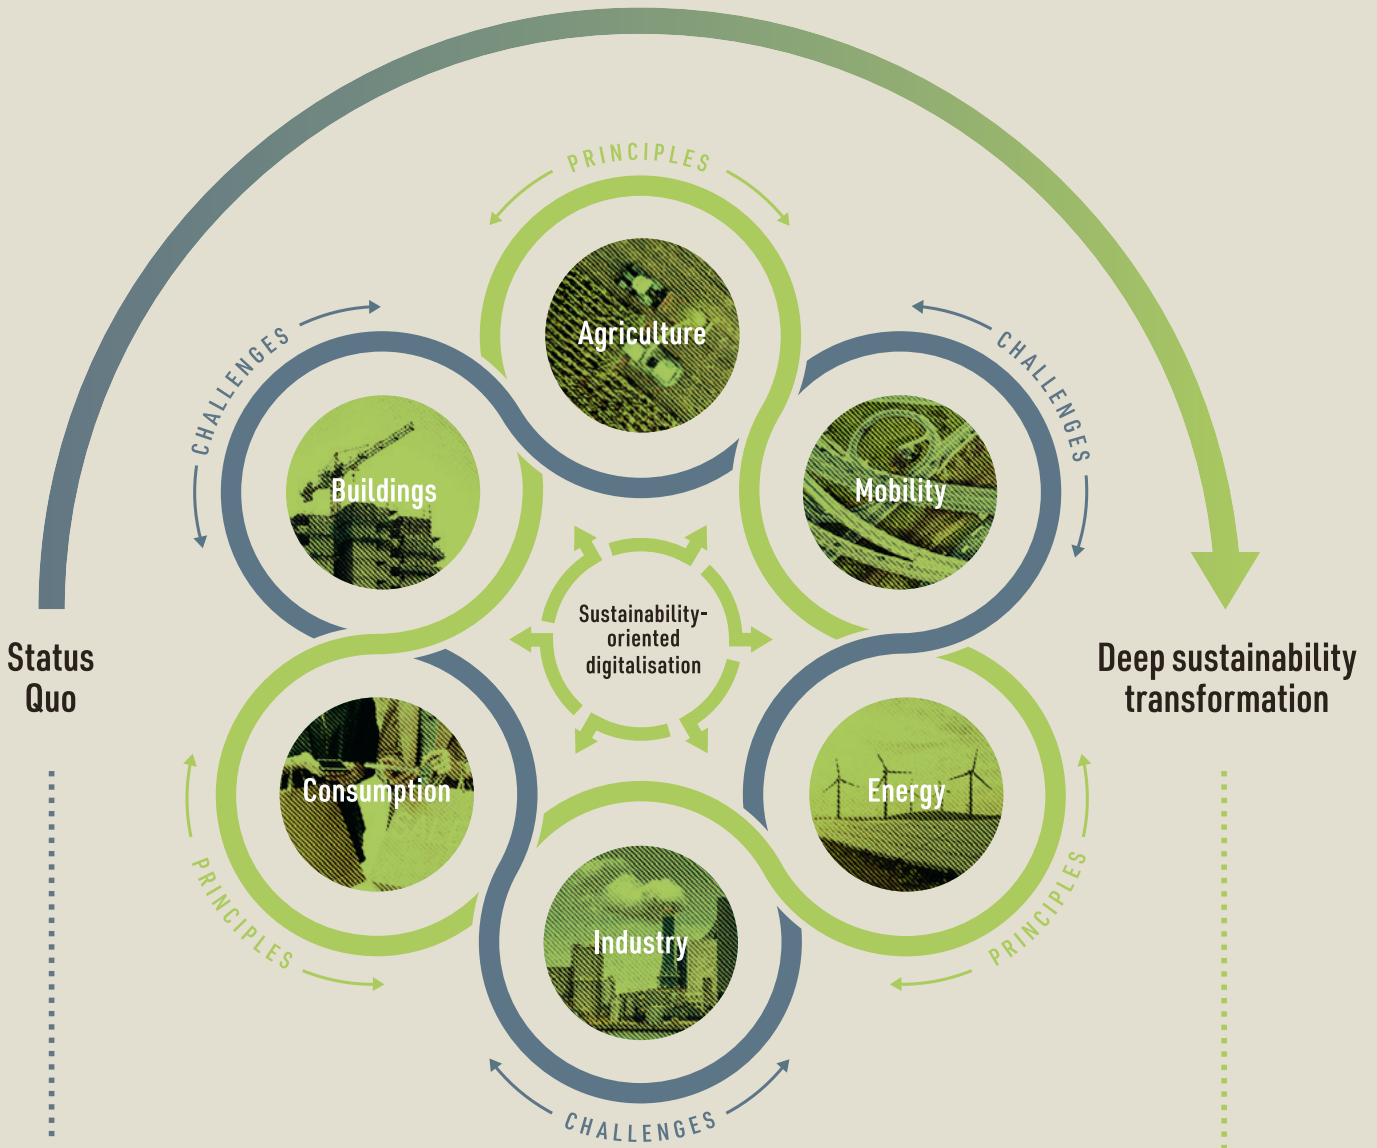 PRINCIPLES
Agriculture
CHALLENGES
CHALLENGES
Buildings
Mobility
Sustainability-
oriented
digitalisation
Status
Quo
Deep sustainability
transformation
Consumption
Energy
PRINCIPLES
PRINCIPLES
Industry
CHALLENGES